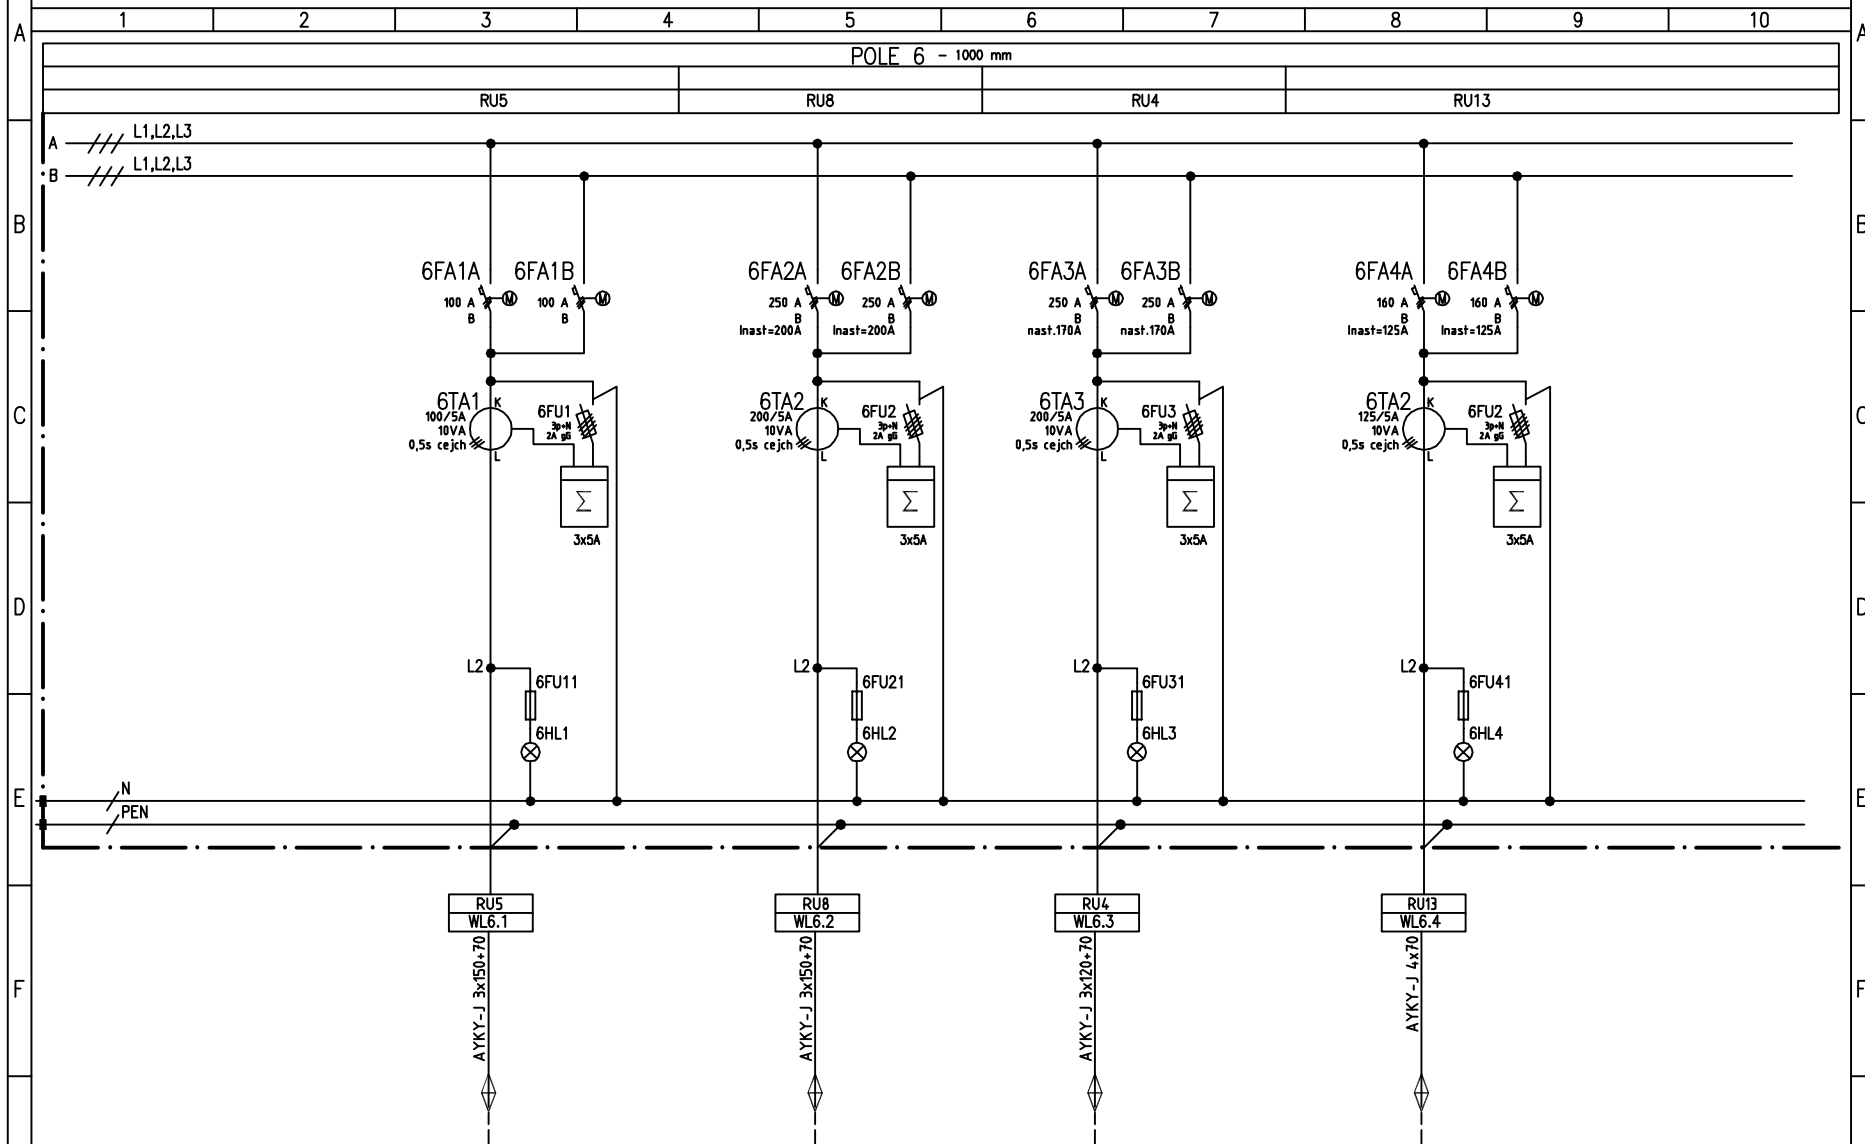 1 2 3 4 5 6 7 8 9 10
A A
POLE 6 - 1000 mm
RU5 RU8 RU4 RU13
A L1,L2,L3
B L1,L2,L3
B B
6FA1A 6FA1B 6FA2A 6FA2B 6FA3A 6FA3B 6FA4A 6FA4B
100 A M 100 A M 250 A M 250 A M 250 A M 250 A M 160 A M 160 A M
B B B B B B B B
Inast=200A Inast=200A nast.170A nast.170A Inast=125A Inast=125A
C C
6TA1 K 6FU1 6TA2 K 6FU2 6TA3 K 6FU3 6TA2 K 6FU2
100/5A 3p+N 200/5A 3p+N 200/5A 3p+N 125/5A 3p+N
10VA 2A gG 10VA 2A gG 10VA 2A gG 10VA 2A gG
0,5s cejch 0,5s cejch 0,5s cejch 0,5s cejch
L L L L
Σ Σ Σ Σ
3x5A 3x5A 3x5A 3x5A
D D
L2 L2 L2 L2
6FU11 6FU21 6FU31 6FU41
6HL1 6HL2 6HL3 6HL4
E E
N
PEN
RU5 RU8 RU4 RU13
WL6.1 WL6.2 WL6.3 WL6.4
AYKY-J 3x150+70 AYKY-J 3x150+70 AYKY-J 3x120+70 AYKY-J 4x70
F F